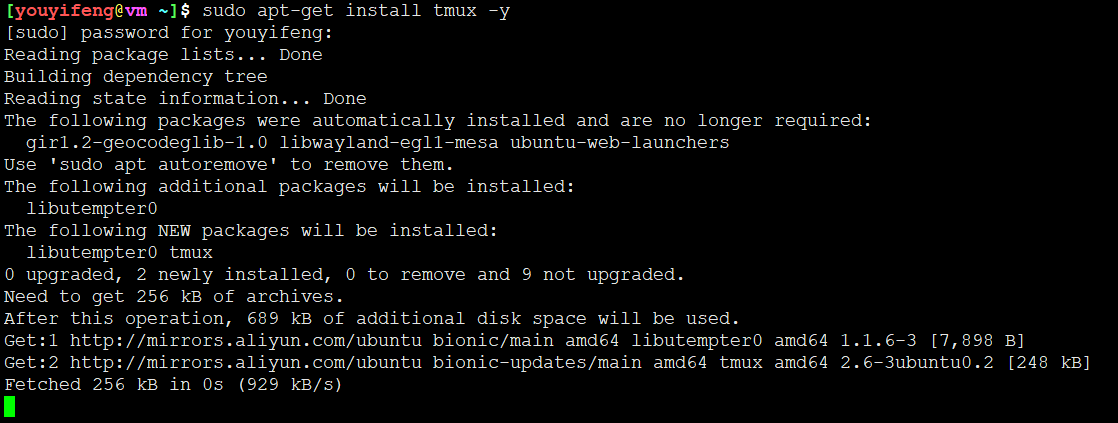 [youyifeng@vm ~]$ sudo apt-get install tmux -y
[sudo] password for youyifeng:
Reading package lists... Done
Building dependency tree
Reading state information... Done
The following packages were automatically installed and are no longer required:
  gir1.2-geocodeglib-1.0 libwayland-egl1-mesa ubuntu-web-launchers
Use 'sudo apt autoremove' to remove them.
The following additional packages will be installed:
  libutempter0
The following NEW packages will be installed:
  libutempter0 tmux
0 upgraded, 2 newly installed, 0 to remove and 9 not upgraded.
Need to get 256 kB of archives.
After this operation, 689 kB of additional disk space will be used.
Get:1 http://mirrors.aliyun.com/ubuntu bionic/main amd64 libutempter0 amd64 1.1.6-3 [7,898 B]
Get:2 http://mirrors.aliyun.com/ubuntu bionic-updates/main amd64 tmux amd64 2.6-3ubuntu0.2 [248 kB]
Fetched 256 kB in 0s (929 kB/s)